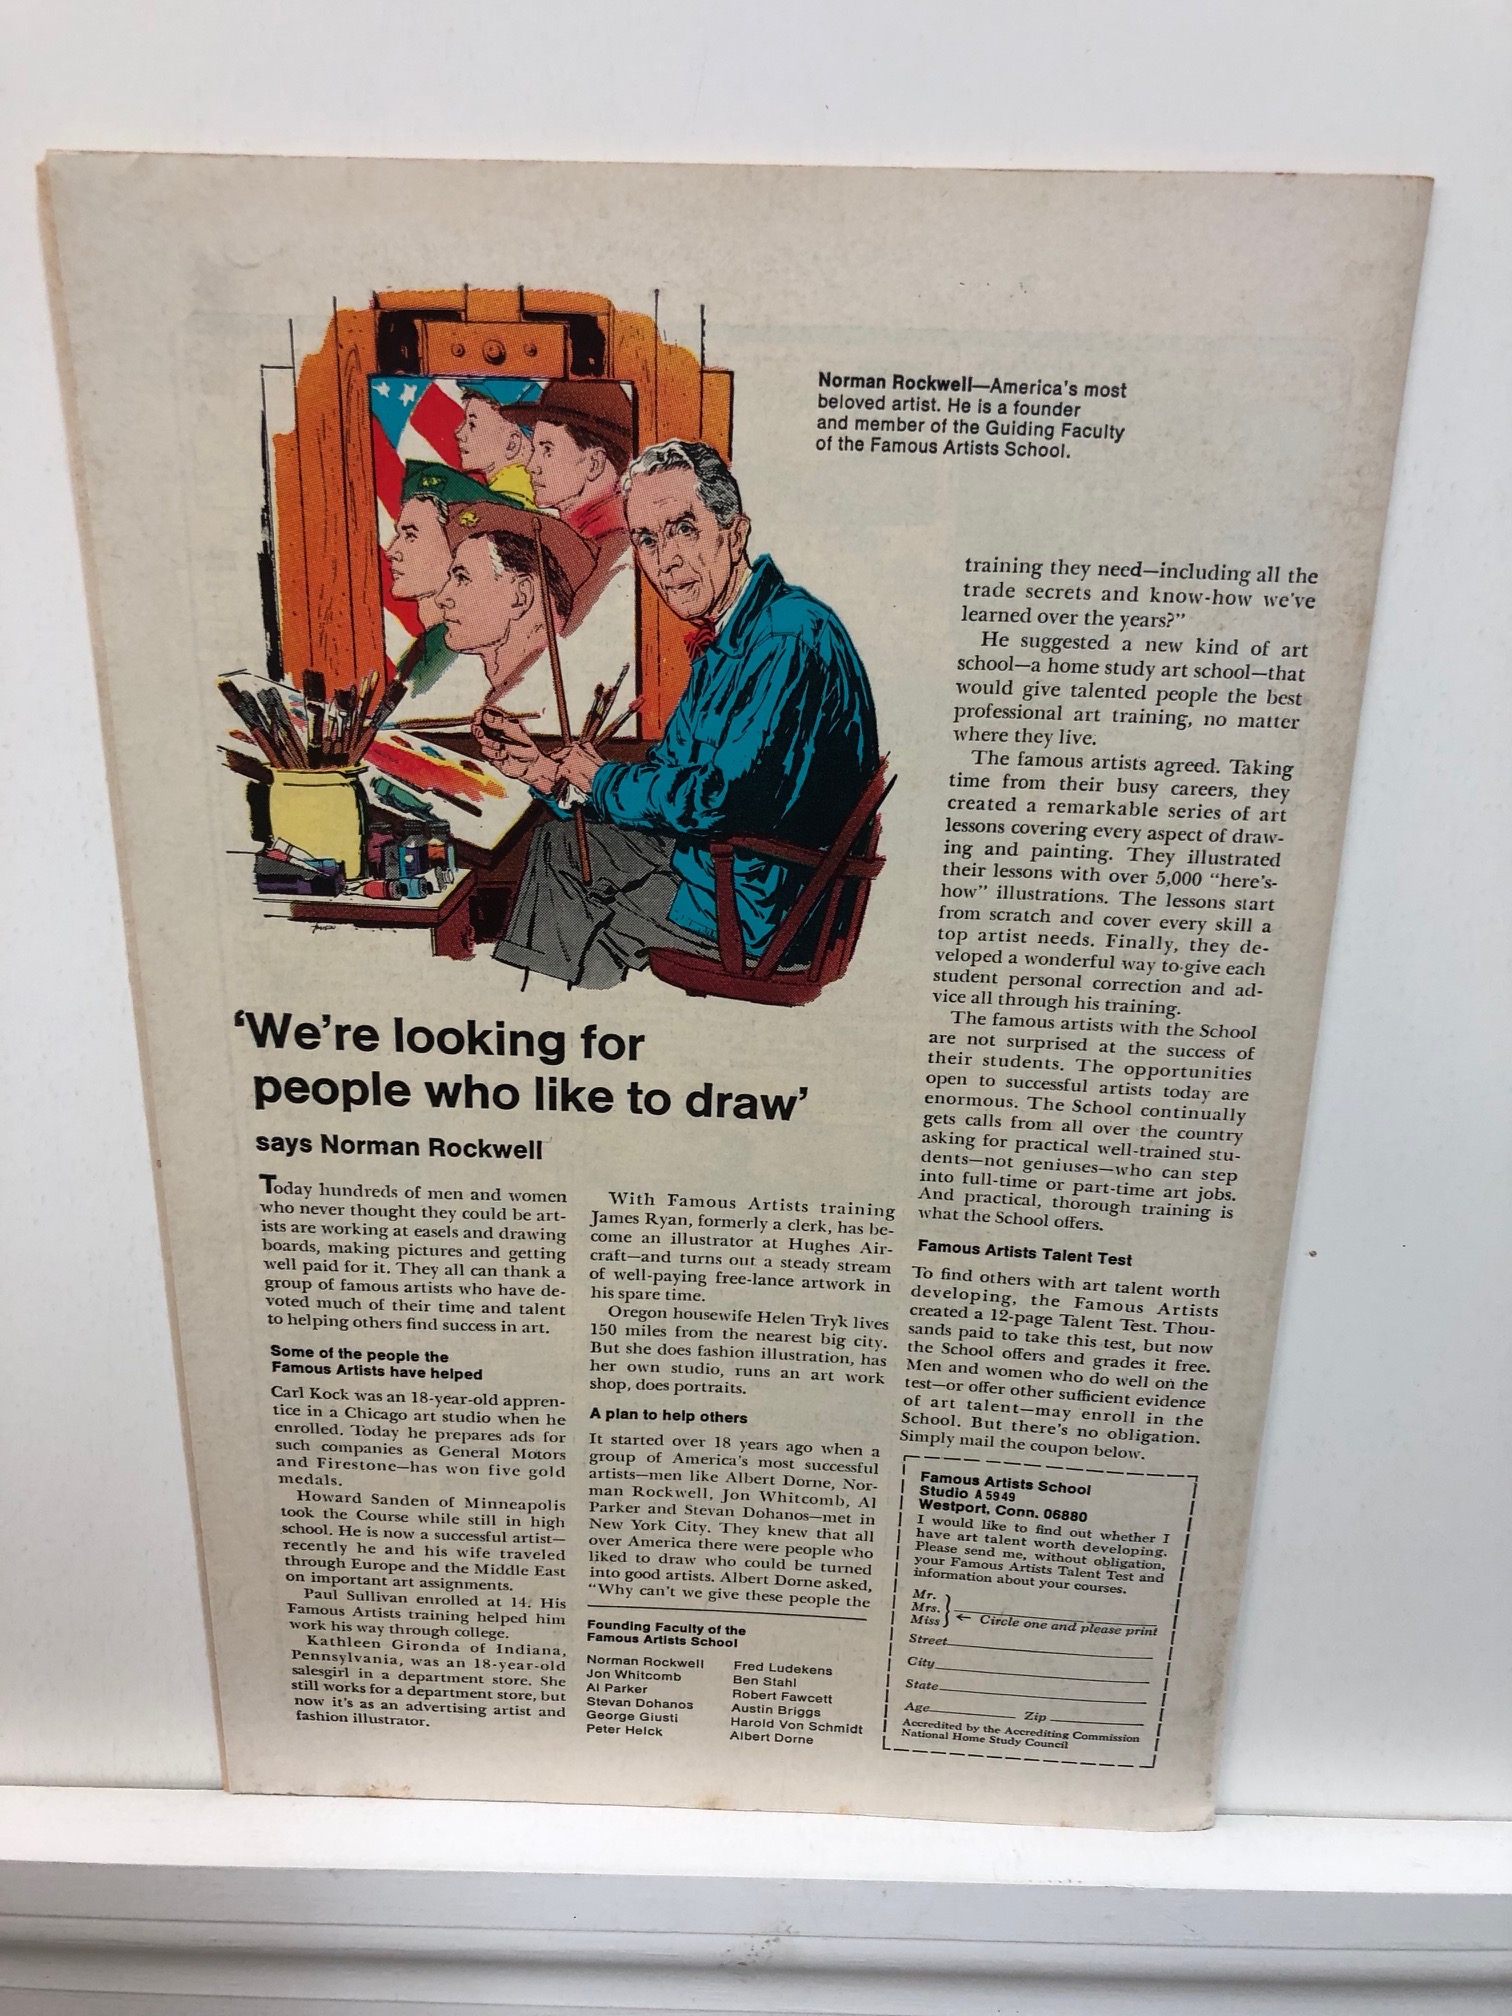 Norman Rockwell—America's most
beloved artist. He is a founder
and member of the Guiding Faculty
of the Famous Artists School.
'We're looking for
people who like to draw'
says Norman Rockwell
Today hundreds of men and women
who never thought they could be art-
ists are working at easels and drawing
boards, making pictures and getting
well paid for it. They all can thank a
group of famous artists who have de-
voted much of their time and talent
to helping others find success in art.
Some of the people the
Famous Artists have helped
Carl Kock was an 18-year-old appren-
tice in a Chicago art studio when he
enrolled. Today he prepares ads for
such companies as General Motors
and Firestone—has won five gold
medals.
Howard Sanden of Minneapolis
took the Course while still in high
school. He is now a successful artist—
recently he and his wife traveled
through Europe and the Middle East
on important art assignments.
Paul Sullivan enrolled at 14. His
Famous Artists training helped him
work his way through college.
Kathleen Gironda of Indiana,
Pennsylvania, was an 18-year-old
salesgirl in a department store. She
still works for a department store, but
now it's as an advertising artist and
fashion illustrator.
With Famous Artists training
James Ryan, formerly a clerk, has be-
come an illustrator at Hughes Air-
craft—and turns out a steady stream
of well-paying free-lance artwork in
his spare time.
Oregon housewife Helen Tryk lives
150 miles from the nearest big city.
But she does fashion illustration, has
her own studio, runs an art work
shop, does portraits.
A plan to help others
It started over 18 years ago when a
group of America's most successful
artists—men like Albert Dorne, Nor-
man Rockwell, Jon Whitcomb, Al
Parker and Stevan Dohanos—met in
New York City. They knew that all
over America there were people who
liked to draw who could be turned
into good artists. Albert Dorne asked,
"Why can't we give these people the
Founding Faculty of the
Famous Artists School
Norman Rockwell
Jon Whitcomb
Al Parker
Stevan Dohanos
George Giusti
Peter Helck
Fred Ludekens
Ben Stahl
Robert Fawcett
Austin Briggs
Harold Von Schmidt
Albert Dorne
training they need—including all the
trade secrets and know-how we've
learned over the years?"
He suggested a new kind of art
school—a home study art school—that
would give talented people the best
professional art training, no matter
where they live.
The famous artists agreed. Taking
time from their busy careers, they
created a remarkable series of art
lessons covering every aspect of draw-
ing and painting. They illustrated
their lessons with over 5,000 "here's-
how" illustrations. The lessons start
from scratch and cover every skill a
top artist needs. Finally, they de-
veloped a wonderful way to give each
student personal correction and ad-
vice all through his training.
The famous artists with the School
are not surprised at the success of
their students. The opportunities
open to successful artists today are
enormous. The School continually
gets calls from all over the country
asking for practical well-trained stu-
dents—not geniuses—who can step
into full-time or part-time art jobs.
And practical, thorough training is
what the School offers.
Famous Artists Talent Test
To find others with art talent worth
developing, the Famous Artists
created a 12-page Talent Test. Thou-
sands paid to take this test, but now
the School offers and grades it free.
Men and women who do well on the
test—or offer other sufficient evidence
of art talent—may enroll in the
School. But there's no obligation.
Simply mail the coupon below.
Famous Artists School
Studio A 5949
Westport, Conn. 06880
I would like to find out whether I
have art talent worth developing.
Please send me, without obligation,
your Famous Artists Talent Test and
information about your courses.
Mr.
Mrs.
Miss
← Circle one and please print
Street
City
State
Age Zip
Accredited by the Accrediting Commission
National Home Study Council